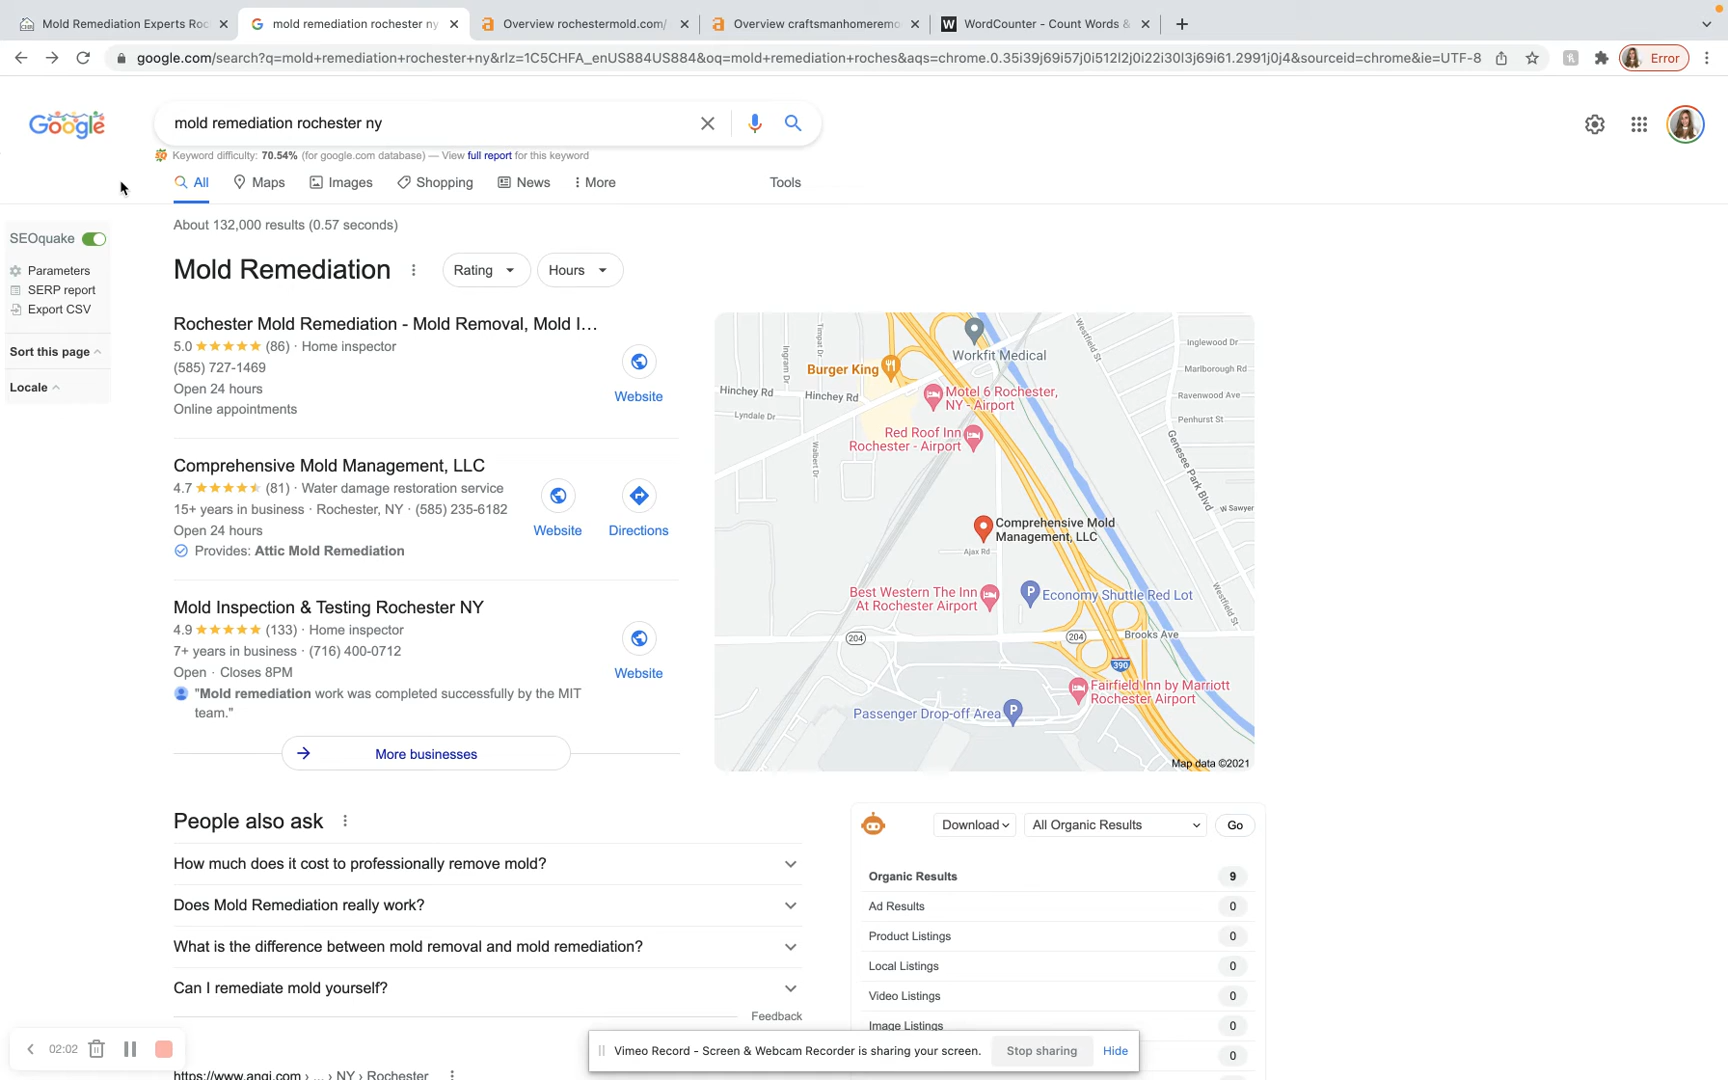 Mold Remediation Experts Roc
mold remediation rochester ny
Overview rochestermold.com/
Overview craftsmanhomeremo
WordCounter - Count Words &
google.com/search?q=mold+remediation+rochester+ny&rlz=1C5CHFA_enUS884US884&oq=mold+remediation+roches&aqs=chrome.0.35i39j69i57j0i512l2j0i22i30l3j69i61.2991j0j4&sourceid=chrome&ie=UTF-8
Error
Google
mold remediation rochester ny
Keyword difficulty: 70.54% (for google.com database) — View full report for this keyword
All
Maps
Images
Shopping
News
More
Tools
About 132,000 results (0.57 seconds)
SEOquake
Parameters
SERP report
Export CSV
Sort this page
Locale
Mold Remediation
Rating
Hours
Rochester Mold Remediation - Mold Removal, Mold I...
5.0 (86) · Home inspector
(585) 727-1469
Open 24 hours
Online appointments
Website
Comprehensive Mold Management, LLC
4.7 (81) · Water damage restoration service
15+ years in business · Rochester, NY · (585) 235-6182
Open 24 hours
Provides: Attic Mold Remediation
Website
Directions
Mold Inspection & Testing Rochester NY
4.9 (133) · Home inspector
7+ years in business · (716) 400-0712
Open · Closes 8PM
"Mold remediation work was completed successfully by the MIT
team."
Website
More businesses
Workfit Medical
Burger King
Hinchey Rd
Hinchey Rd
Lyndale Dr
Ingram Dr
Timpat Dr
Walbert Dr
Motel 6 Rochester,
NY - Airport
Red Roof Inn
Rochester - Airport
Westfield St
Inglewood Dr
Marlborough Rd
Ravenwood Ave
Penhurst St
Genesee Park Blvd
W Sawyer
Comprehensive Mold
Management, LLC
Ajax Rd
Best Western The Inn
At Rochester Airport
Economy Shuttle Red Lot
Westfield St
204
204
Brooks Ave
390
Fairfield Inn by Marriott
Rochester Airport
Passenger Drop-off Area
Map data ©2021
People also ask
How much does it cost to professionally remove mold?
Does Mold Remediation really work?
What is the difference between mold removal and mold remediation?
Can I remediate mold yourself?
Feedback
Download
All Organic Results
Go
Organic Results 9
Ad Results 0
Product Listings 0
Local Listings 0
Video Listings 0
Image Listings 0
0
02:02
Vimeo Record - Screen & Webcam Recorder is sharing your screen.
Stop sharing
Hide
https://www.angi.com › ... › NY › Rochester